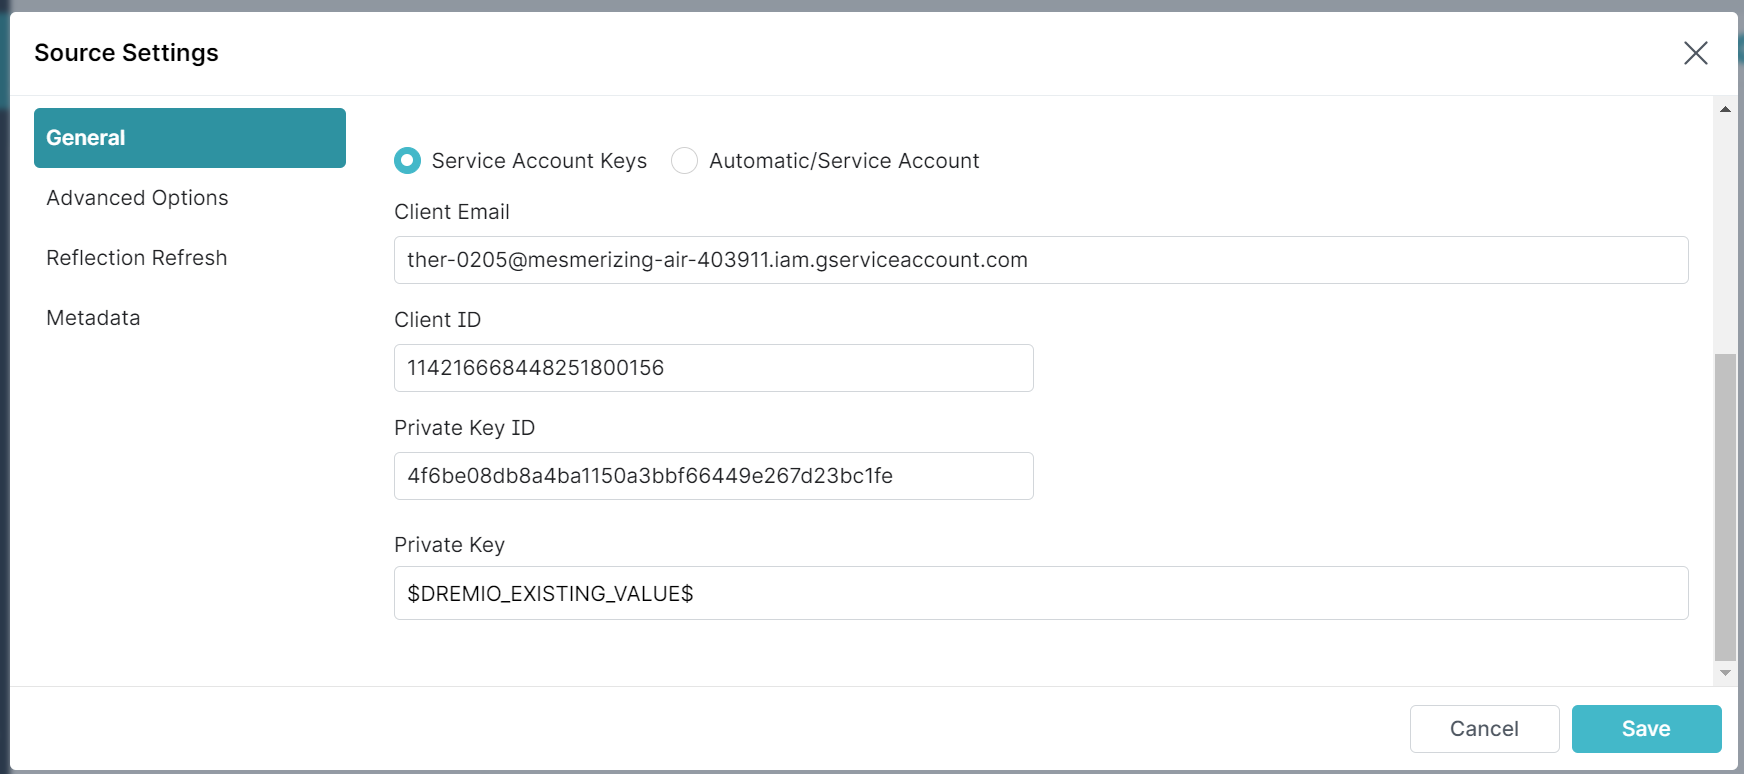 Source Settings
General
Advanced Options
Reflection Refresh
Metadata
Service Account Keys
Automatic/Service Account
Client Email
ther-0205@mesmerizing-air-403911.iam.gserviceaccount.com
Client ID
114216668448251800156
Private Key ID
4f6be08db8a4ba1150a3bbf66449e267d23bc1fe
Private Key
$DREMIO_EXISTING_VALUE$
Cancel
Save